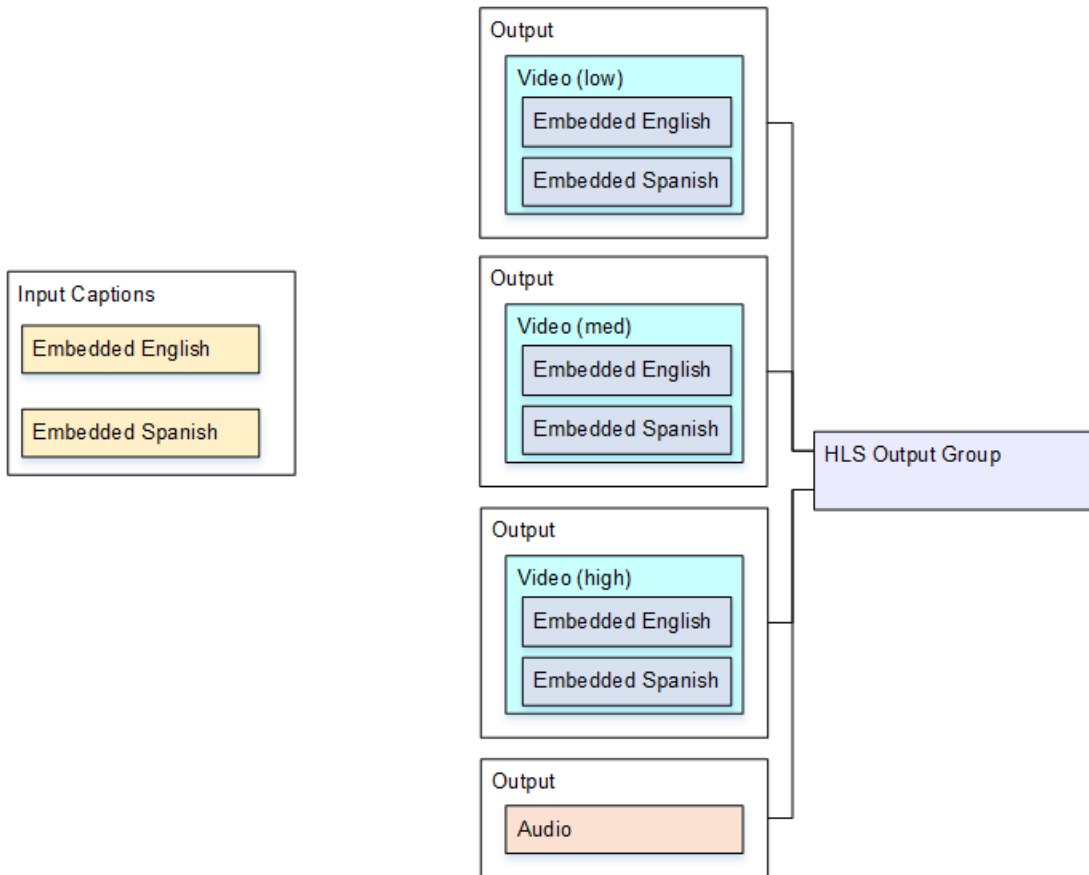 Input Captions
Embedded English
Embedded Spanish
Output
Video (low)
Embedded English
Embedded Spanish
Output
Video (med)
Embedded English
Embedded Spanish
Output
Video (high)
Embedded English
Embedded Spanish
Output
Audio
HLS Output Group